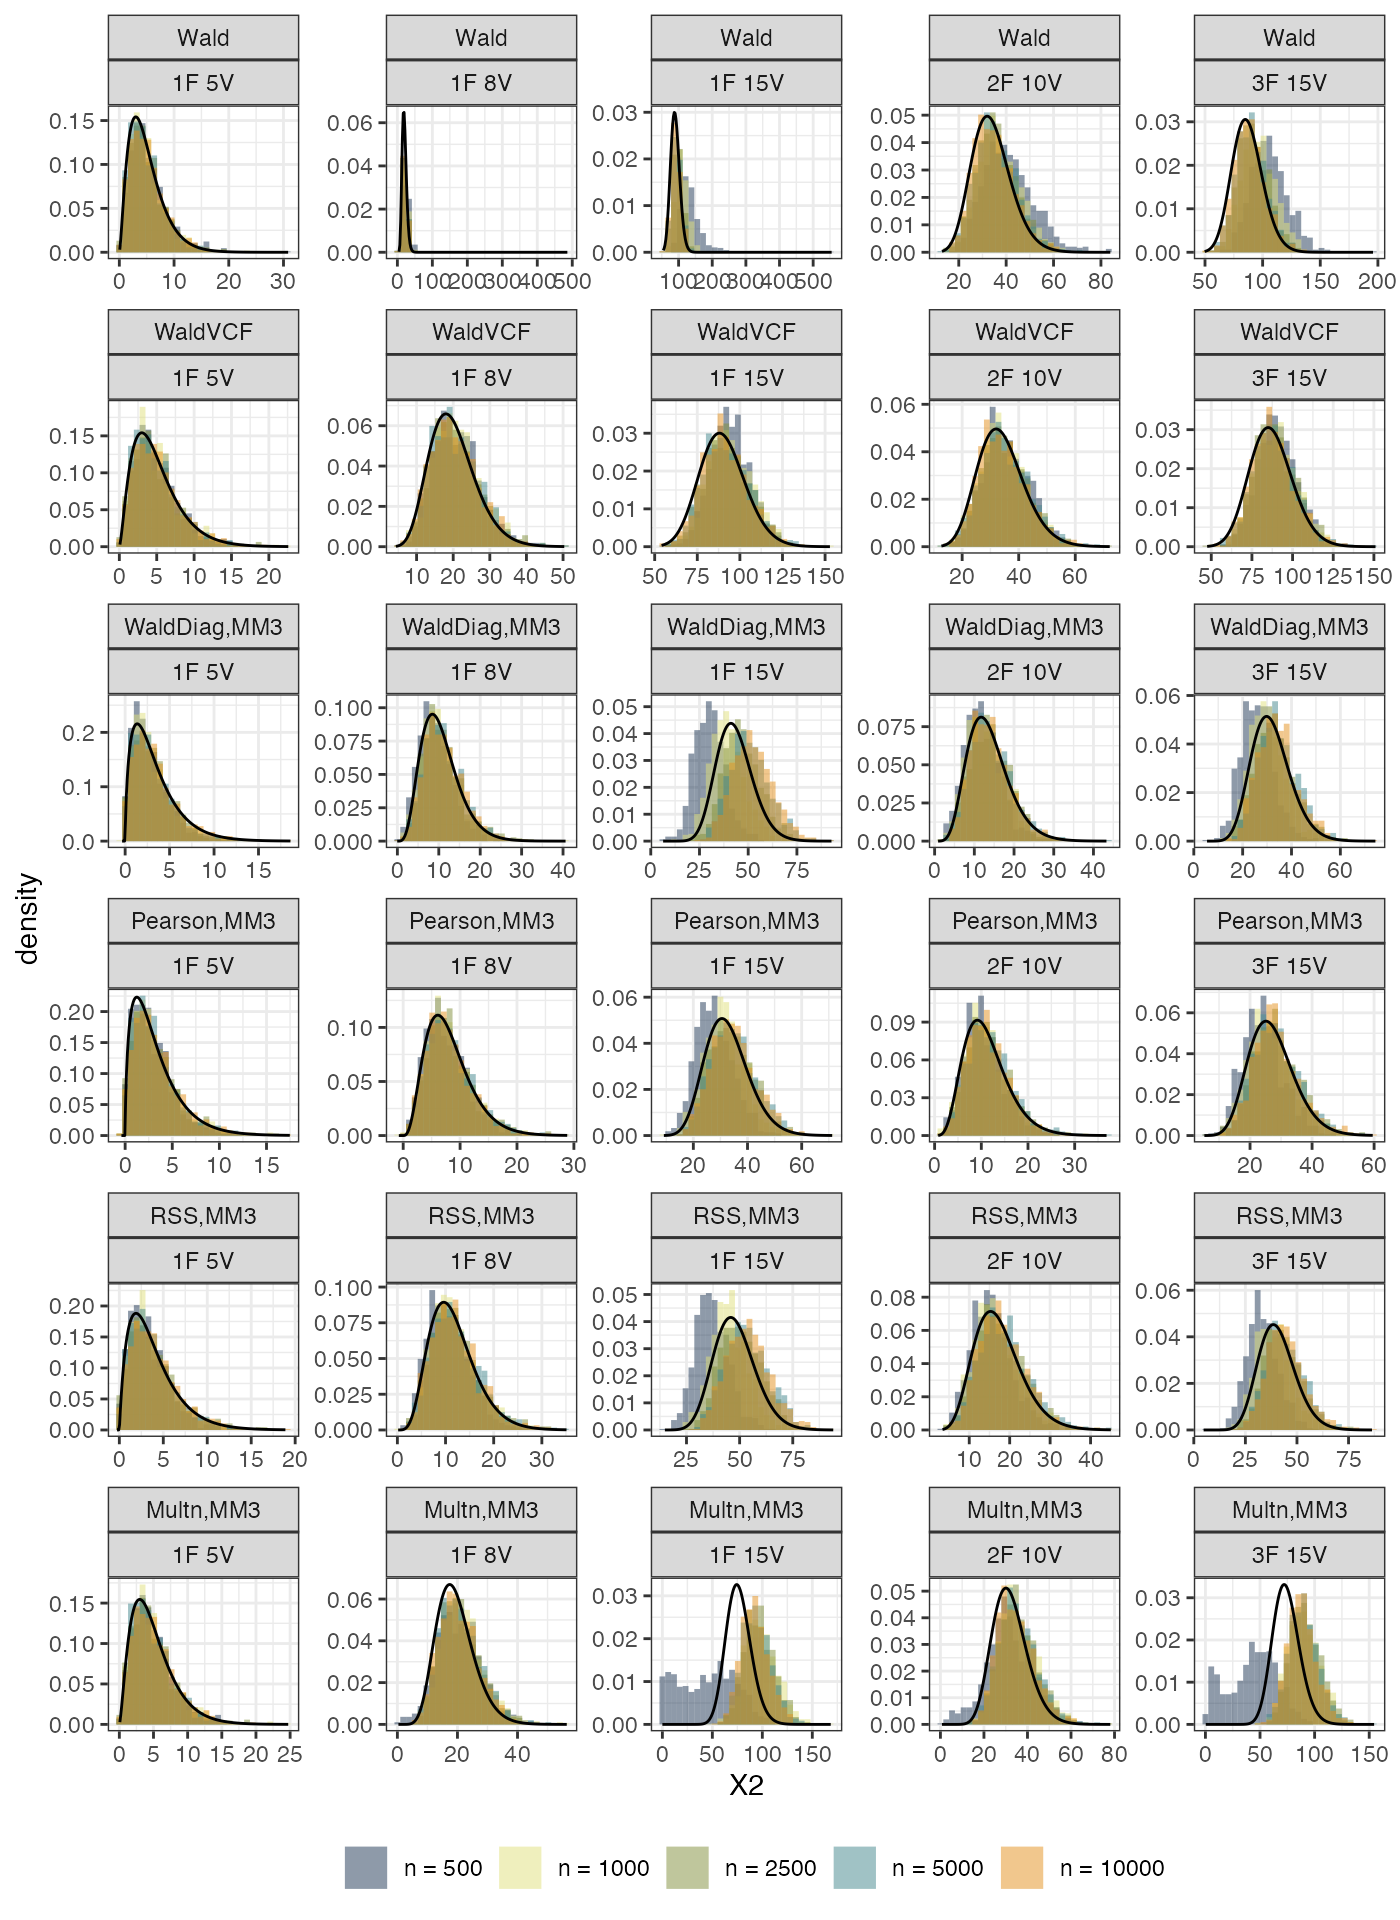 Wald Wald Wald Wald Wald
1F 5V 1F 8V 1F 15V 2F 10V 3F 15V
0.15 0.10 0.05 0.00
0.06 0.04 0.02 0.00
0.03 0.02 0.01 0.00
0.05 0.04 0.03 0.02 0.01 0.00
0.03 0.02 0.01 0.00
0 10 20 30
0 100 200 300 400 500
100 200 300 400 500
20 40 60 80
50 100 150 200
WaldVCF WaldVCF WaldVCF WaldVCF WaldVCF
1F 5V 1F 8V 1F 15V 2F 10V 3F 15V
0.15 0.10 0.05 0.00
0.06 0.04 0.02 0.00
0.03 0.02 0.01 0.00
0.06 0.04 0.02 0.00
0.03 0.02 0.01 0.00
0 5 10 15 20
10 20 30 40 50
50 75 100 125 150
20 40 60
50 75 100 125 150
WaldDiag,MM3 WaldDiag,MM3 WaldDiag,MM3 WaldDiag,MM3 WaldDiag,MM3
1F 5V 1F 8V 1F 15V 2F 10V 3F 15V
0.2 0.1 0.0
0.100 0.075 0.050 0.025 0.000
0.05 0.04 0.03 0.02 0.01 0.00
0.075 0.050 0.025 0.000
0.06 0.04 0.02 0.00
0 5 10 15
0 10 20 30 40
0 25 50 75
0 10 20 30 40
0 20 40 60
density
Pearson,MM3 Pearson,MM3 Pearson,MM3 Pearson,MM3 Pearson,MM3
1F 5V 1F 8V 1F 15V 2F 10V 3F 15V
0.20 0.15 0.10 0.05 0.00
0.10 0.05 0.00
0.06 0.04 0.02 0.00
0.09 0.06 0.03 0.00
0.06 0.04 0.02 0.00
0 5 10 15
0 10 20 30
20 40 60
0 10 20 30
20 40 60
RSS,MM3 RSS,MM3 RSS,MM3 RSS,MM3 RSS,MM3
1F 5V 1F 8V 1F 15V 2F 10V 3F 15V
0.20 0.15 0.10 0.05 0.00
0.100 0.075 0.050 0.025 0.000
0.05 0.04 0.03 0.02 0.01 0.00
0.08 0.06 0.04 0.02 0.00
0.06 0.04 0.02 0.00
0 5 10 15 20
0 10 20 30
25 50 75
10 20 30 40
0 25 50 75
Multn,MM3 Multn,MM3 Multn,MM3 Multn,MM3 Multn,MM3
1F 5V 1F 8V 1F 15V 2F 10V 3F 15V
0.15 0.10 0.05 0.00
0.06 0.04 0.02 0.00
0.03 0.02 0.01 0.00
0.05 0.04 0.03 0.02 0.01 0.00
0.03 0.02 0.01 0.00
0 5 10 15 20 25
0 20 40
0 50 100 150
0 20 40 60 80
0 50 100 150
X2
n = 500 n = 1000 n = 2500 n = 5000 n = 10000